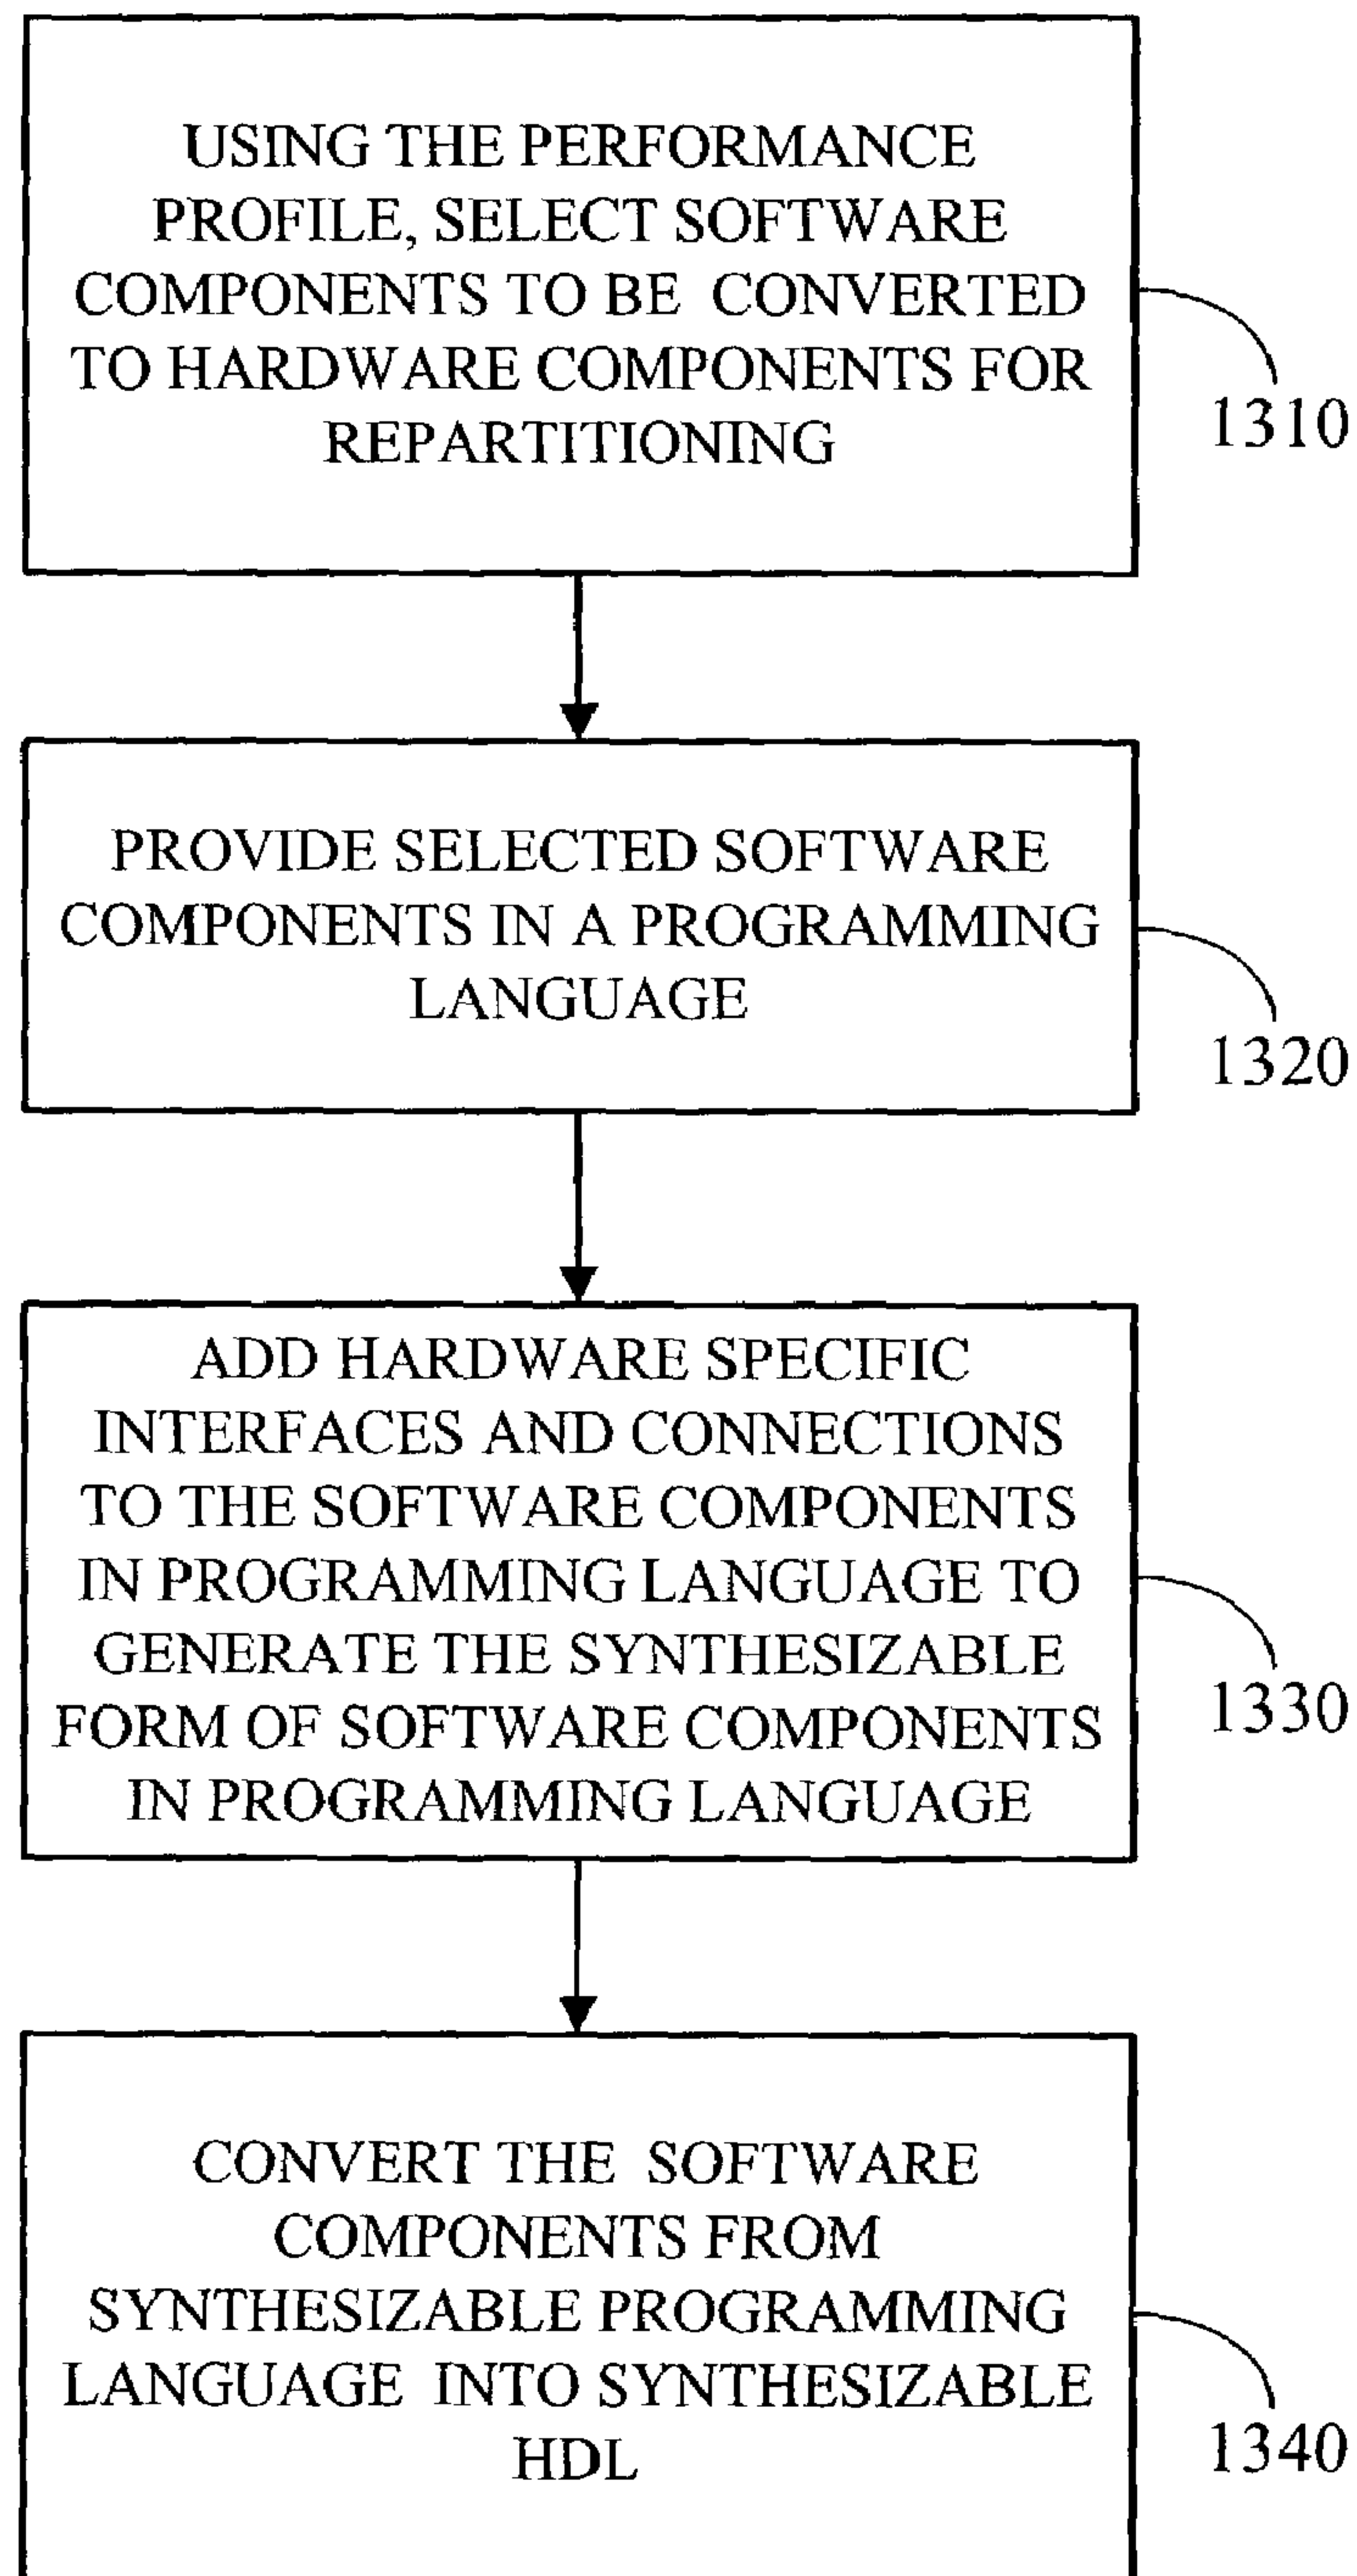 USING THE PERFORMANCE
PROFILE, SELECT SOFTWARE
COMPONENTS TO BE CONVERTED
TO HARDWARE COMPONENTS FOR
REPARTITIONING
1310
PROVIDE SELECTED SOFTWARE
COMPONENTS IN A PROGRAMMING
LANGUAGE
1320
ADD HARDWARE SPECIFIC
INTERFACES AND CONNECTIONS
TO THE SOFTWARE COMPONENTS
IN PROGRAMMING LANGUAGE TO
GENERATE THE SYNTHESIZABLE
FORM OF SOFTWARE COMPONENTS
IN PROGRAMMING LANGUAGE
1330
CONVERT THE SOFTWARE
COMPONENTS FROM
SYNTHESIZABLE PROGRAMMING
LANGUAGE INTO SYNTHESIZABLE
HDL
1340